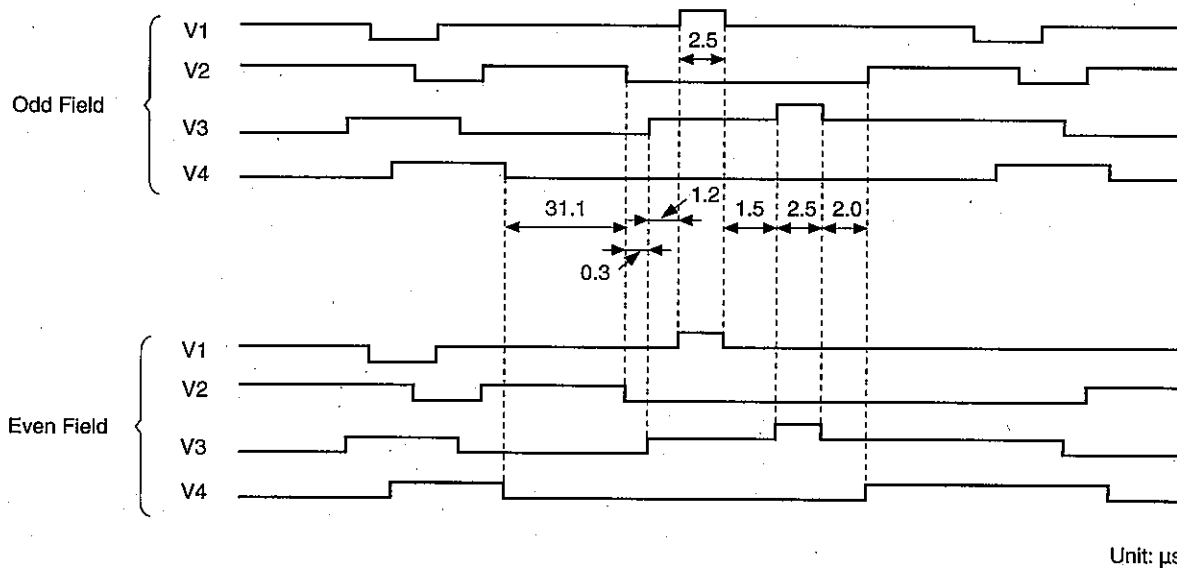 V1
2.5
V2
Odd Field
V3
V4
31.1
1.2
1.5
2.5
2.0
0.3
V1
V2
Even Field
V3
V4
Unit: µs